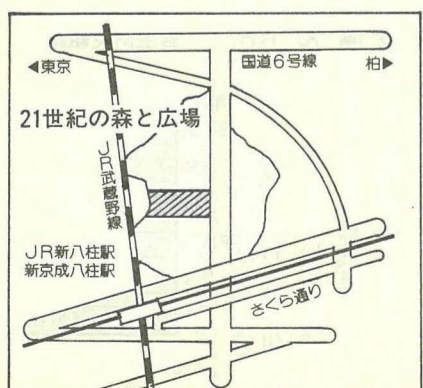 ◀東京
国道6号線
柏▶
21世紀の森と広場
JR武蔵野線
JR新八柱駅
新京成八柱駅
さくら通り